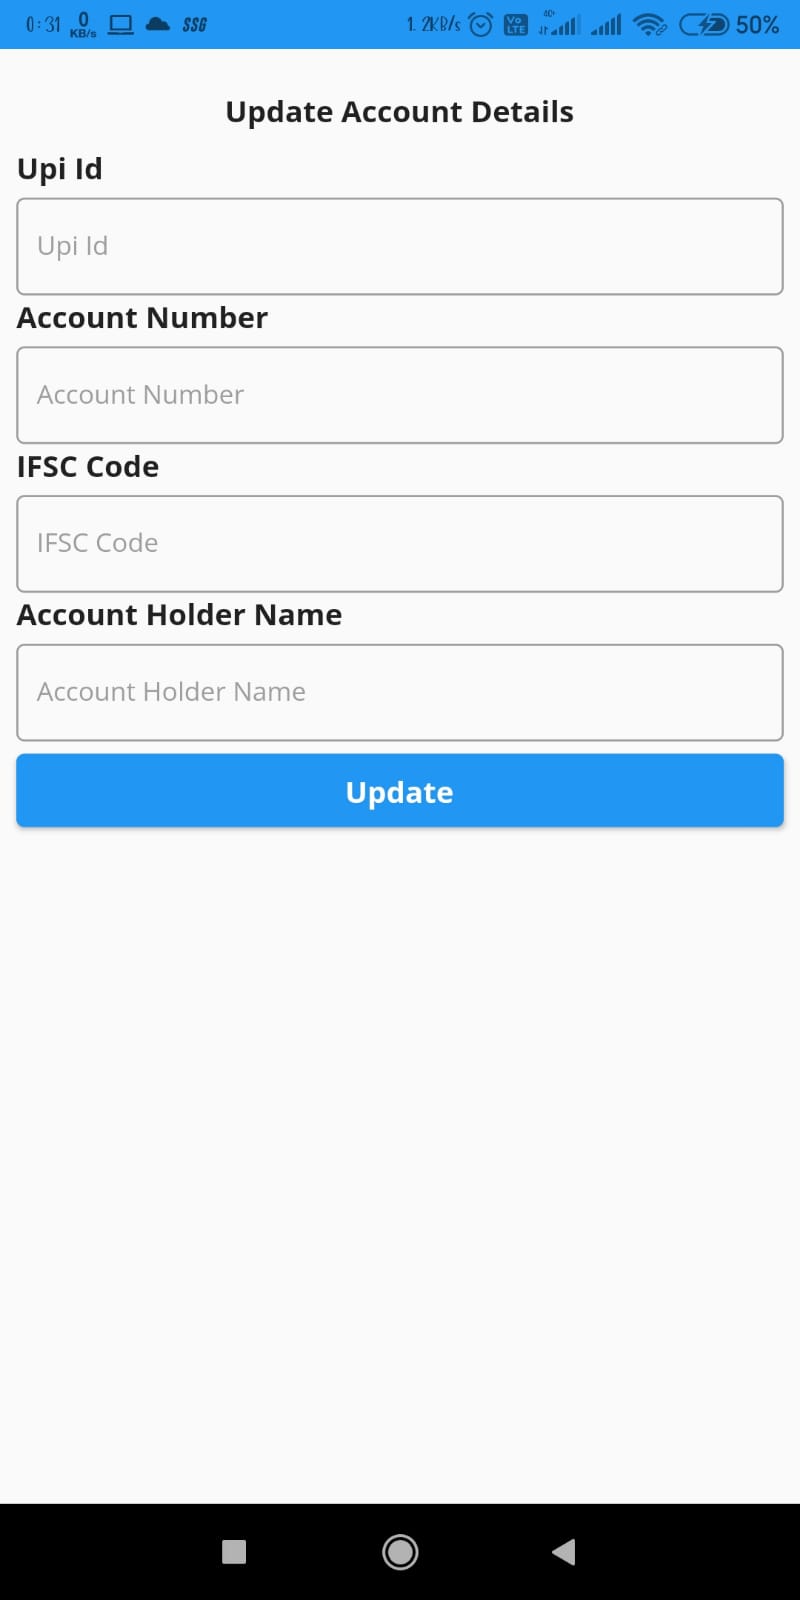 0:31 0 KB/s SSG 1.2KB/s Vo LTE 4G+ 50%
Update Account Details
Upi Id
Upi Id
Account Number
Account Number
IFSC Code
IFSC Code
Account Holder Name
Account Holder Name
Update